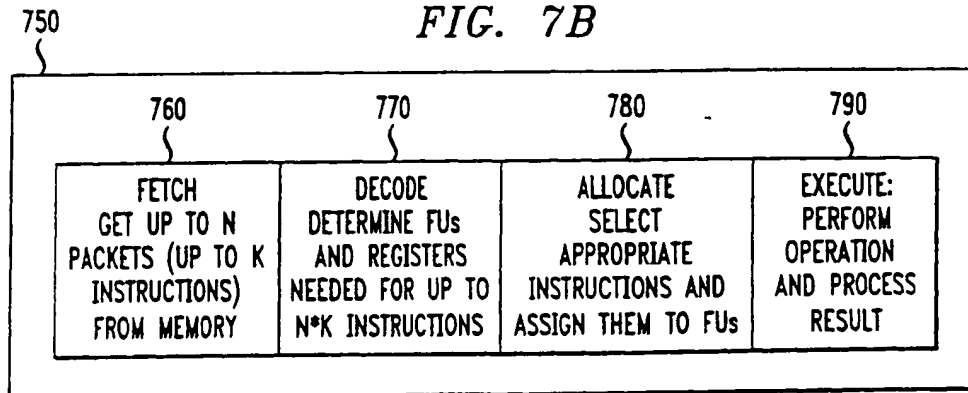 FIG. 7B
750
760
770
780
790
FETCH
GET UP TO N
PACKETS (UP TO K
INSTRUCTIONS)
FROM MEMORY
DECODE
DETERMINE FUs
AND REGISTERS
NEEDED FOR UP TO
N*K INSTRUCTIONS
ALLOCATE
SELECT
APPROPRIATE
INSTRUCTIONS AND
ASSIGN THEM TO FUs
EXECUTE:
PERFORM
OPERATION
AND PROCESS
RESULT